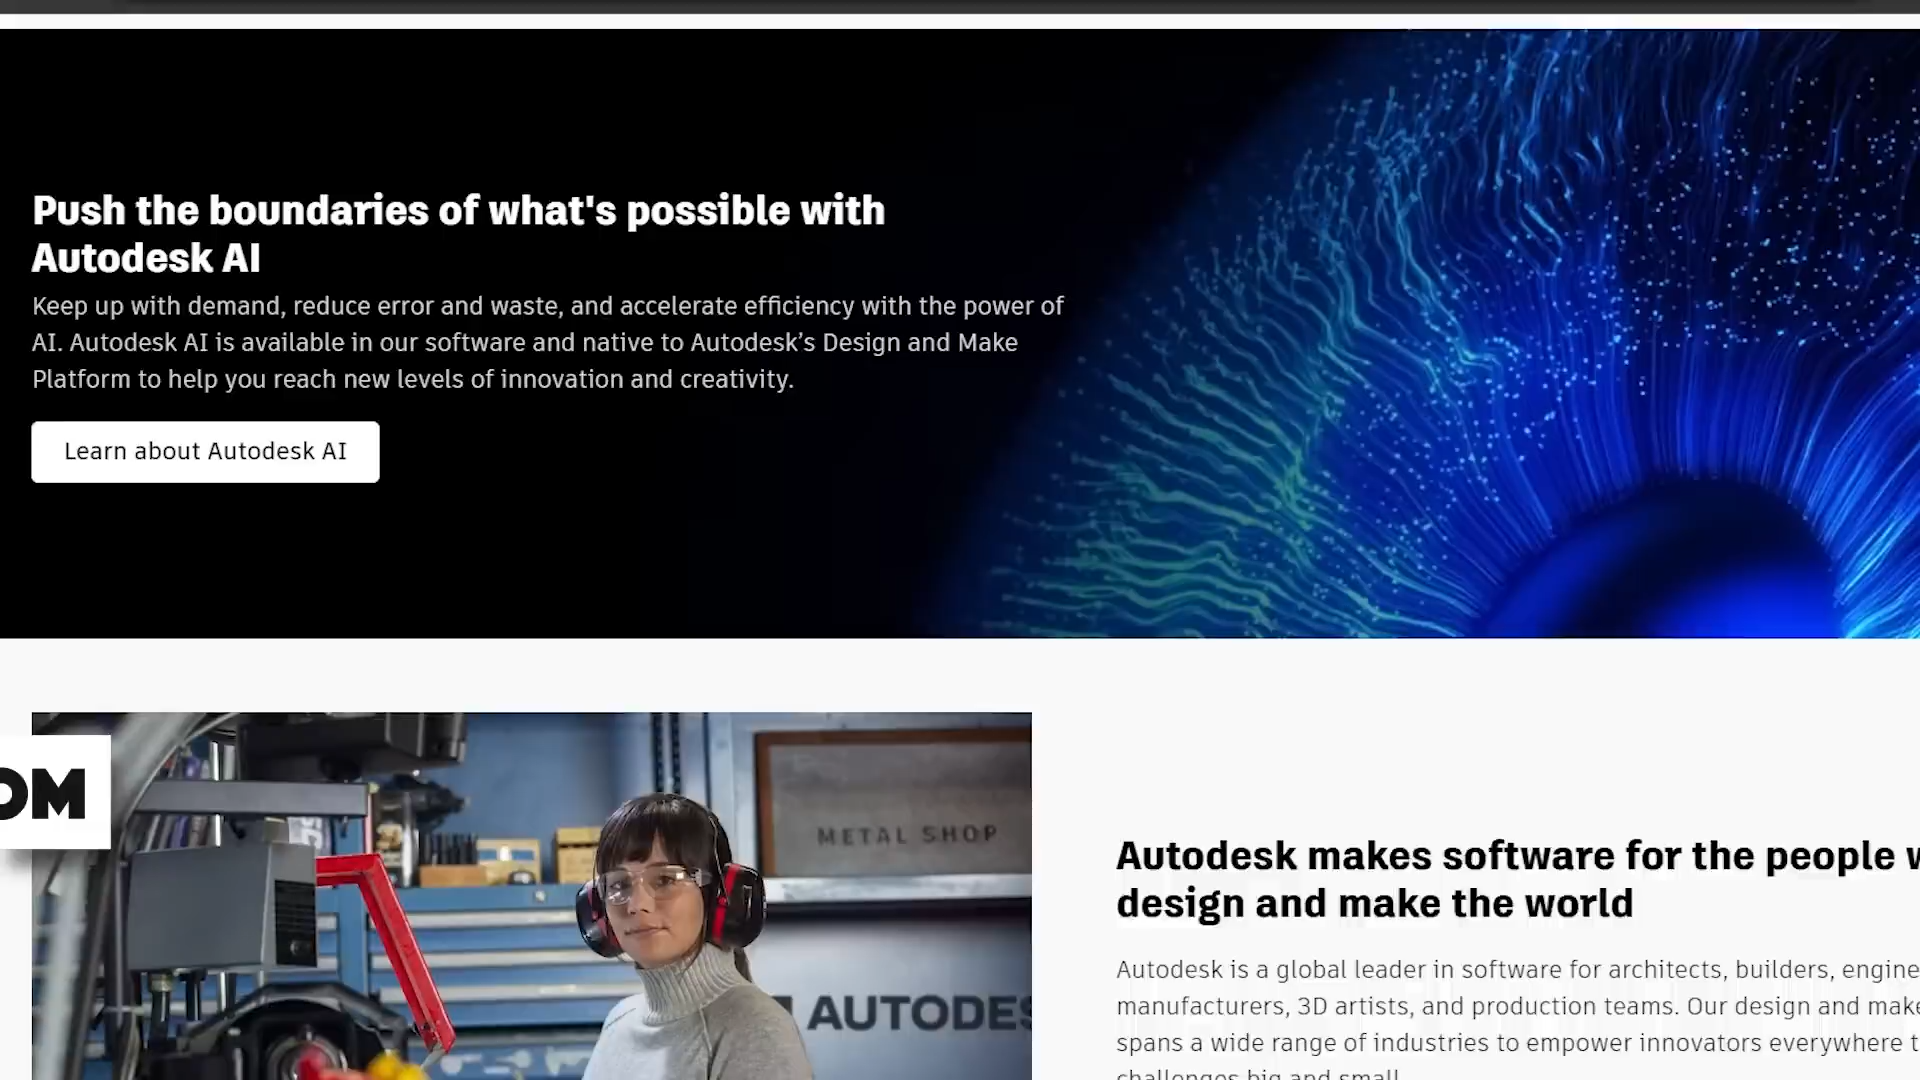 Push the boundaries of what's possible with
Autodesk AI
Keep up with demand, reduce error and waste, and accelerate efficiency with the power of
AI. Autodesk AI is available in our software and native to Autodesk’s Design and Make
Platform to help you reach new levels of innovation and creativity.
Learn about Autodesk AI
OM
METAL SHOP
AUTODES
Autodesk makes software for the people w
design and make the world
Autodesk is a global leader in software for architects, builders, engine
manufacturers, 3D artists, and production teams. Our design and make
spans a wide range of industries to empower innovators everywhere t
challenges big and small.